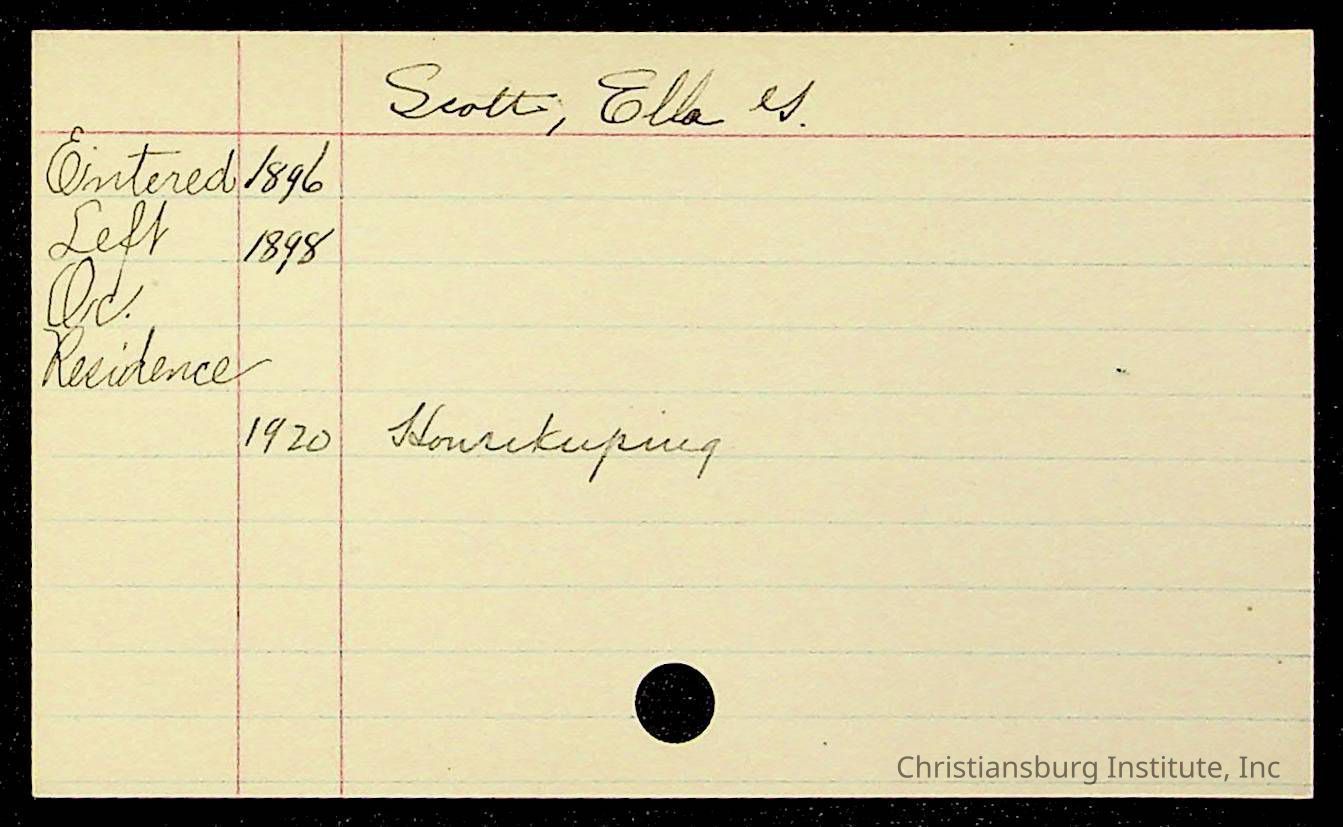 Scott, Ella G.
Entered 1896
Left 1898
Oc.
Residence
1920 Housekeeping
Christiansburg Institute, Inc